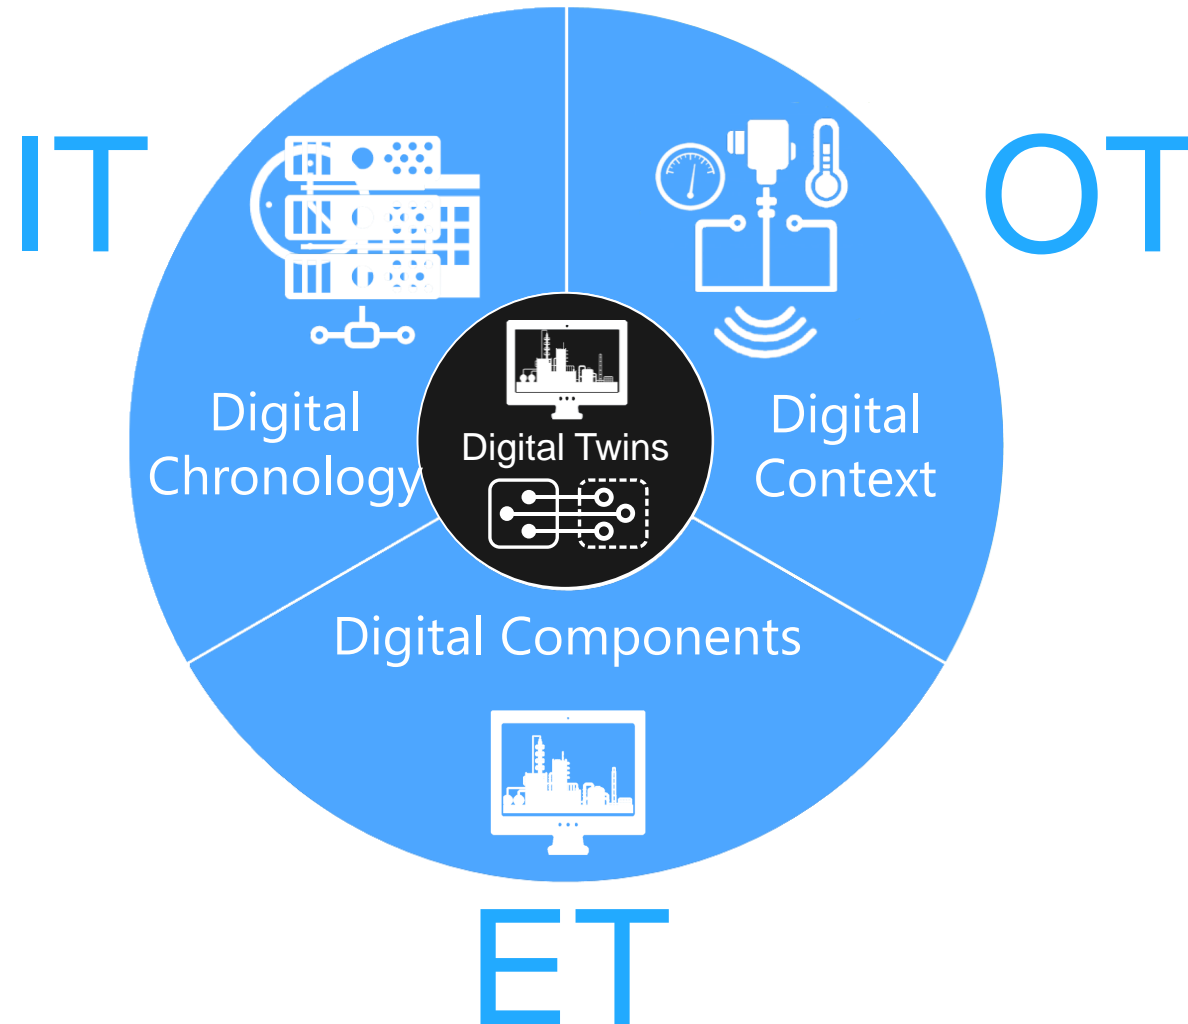 IT
OT
Digital
Chronology
Digital
Context
Digital Twins
Digital Components
ET